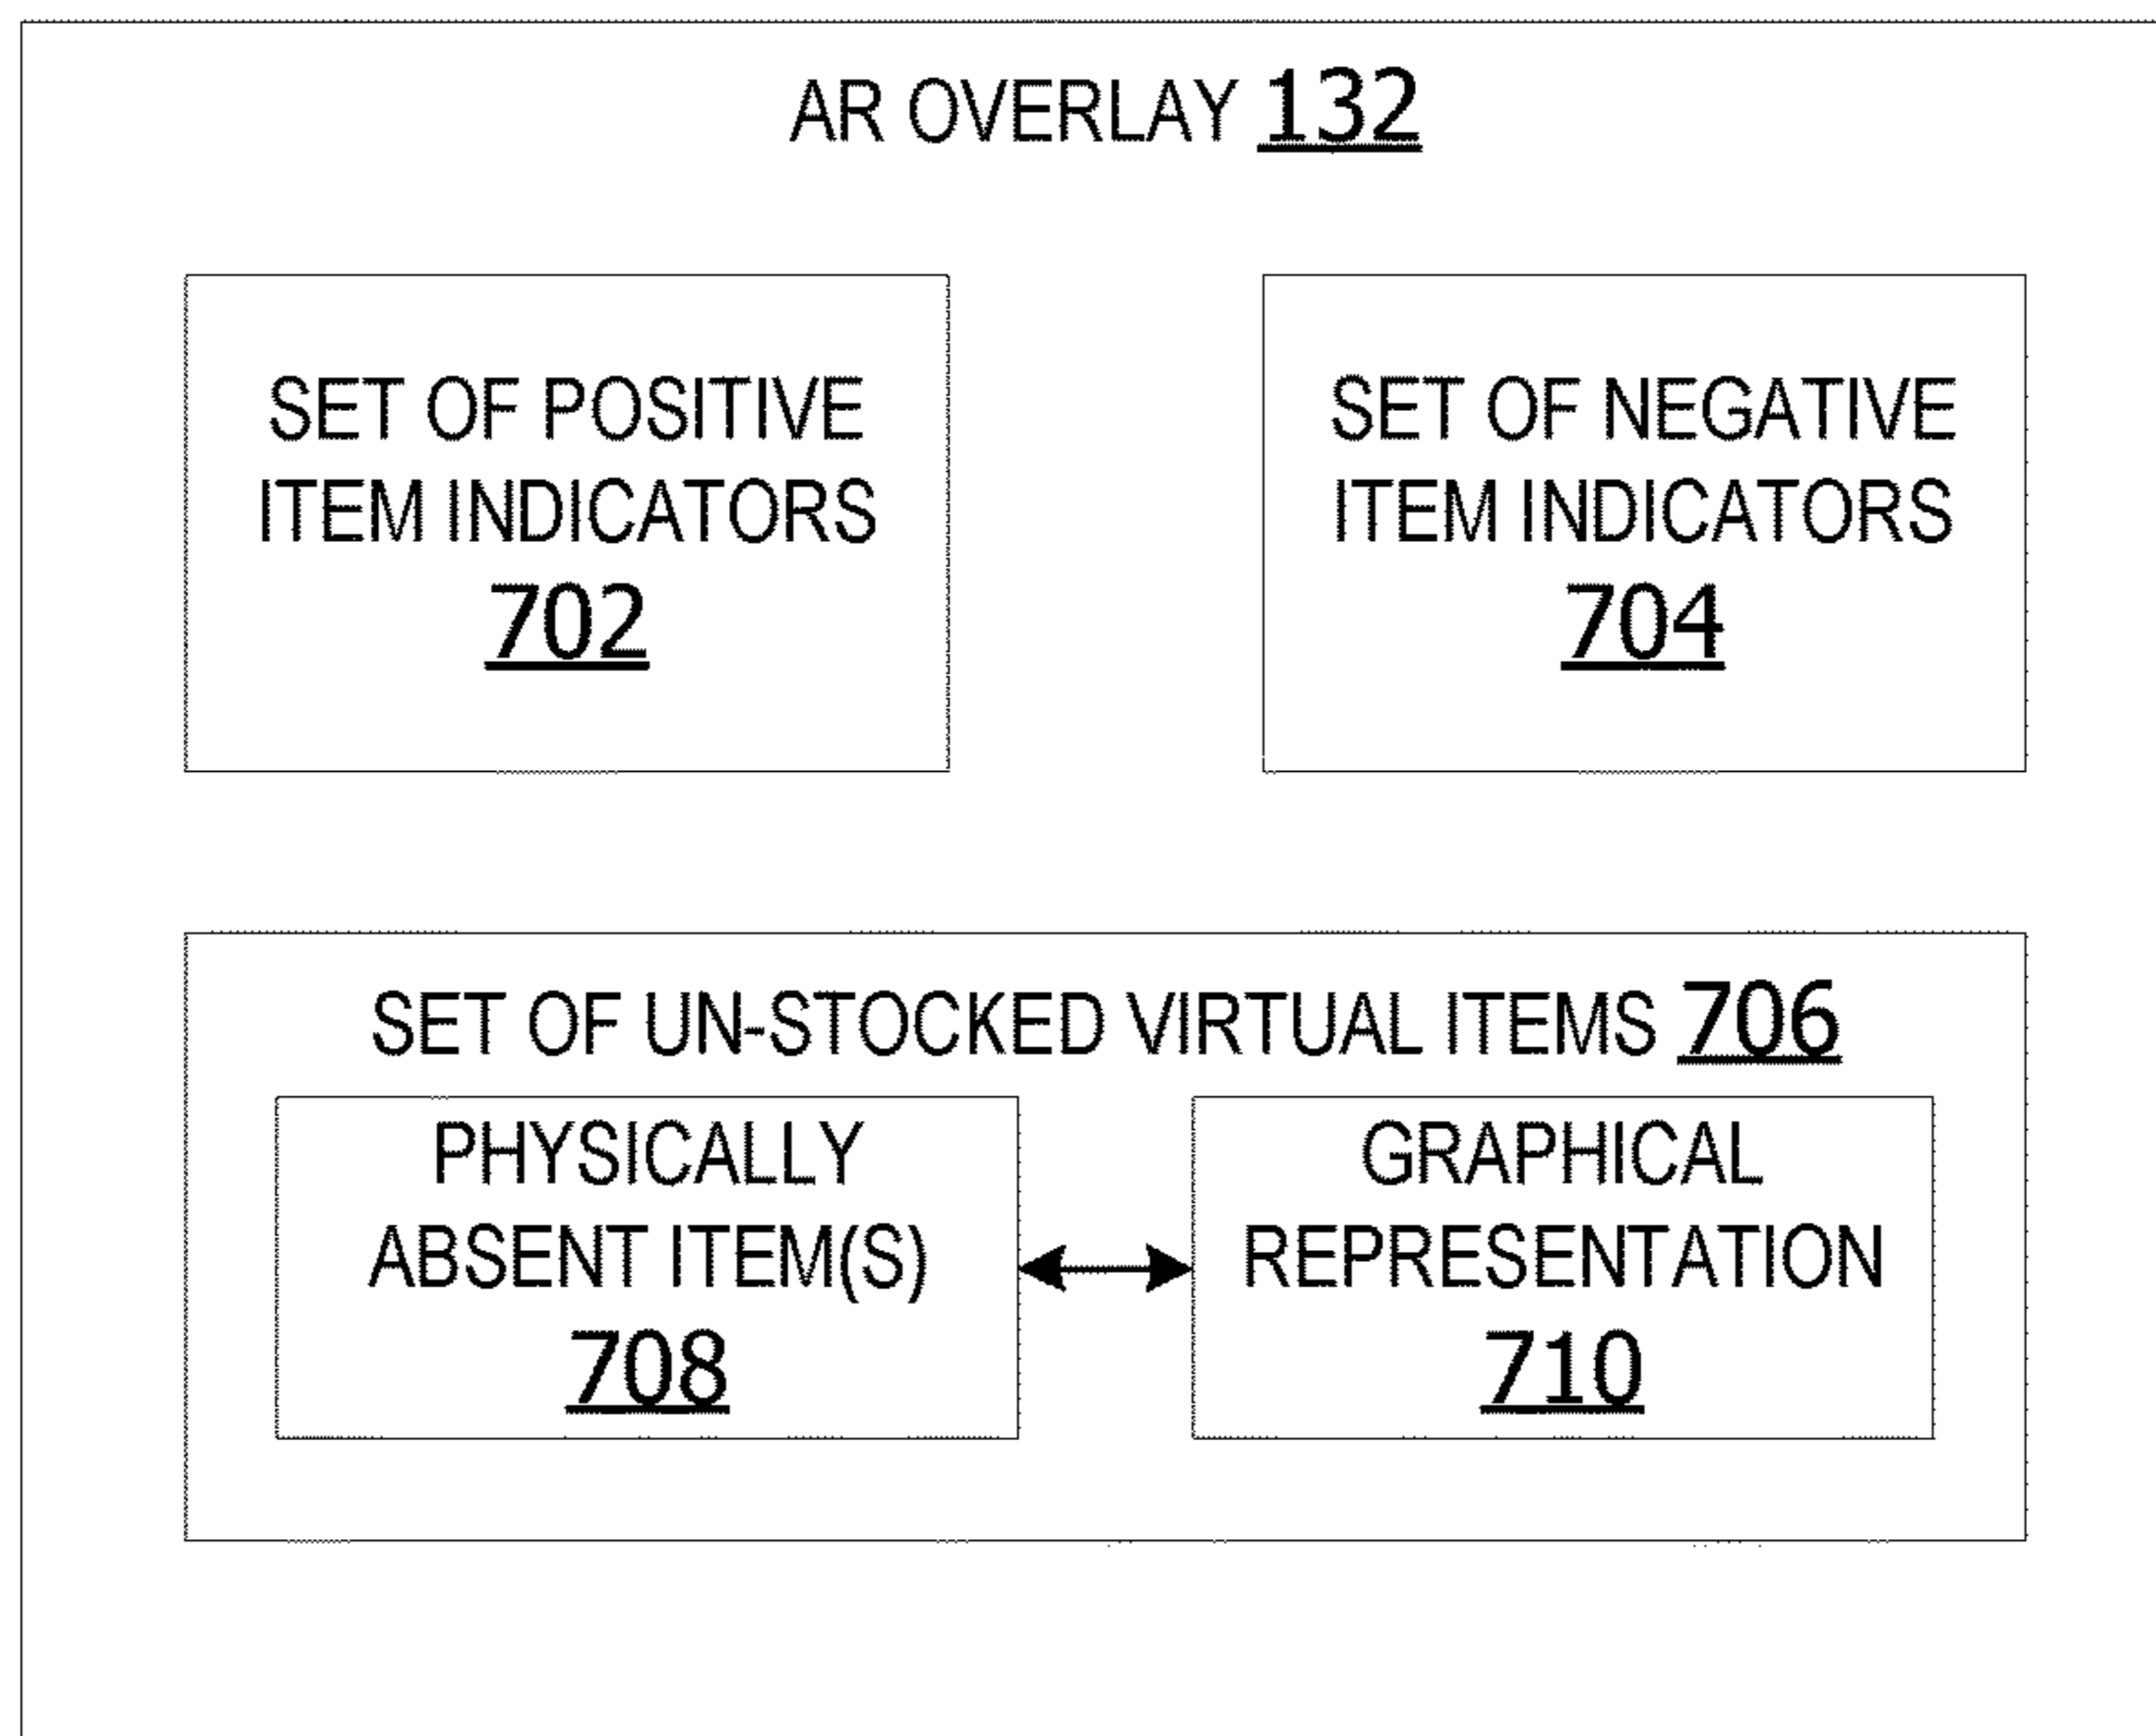 AR OVERLAY 132
SET OF POSITIVE
ITEM INDICATORS
702
SET OF NEGATIVE
ITEM INDICATORS
704
SET OF UN-STOCKED VIRTUAL ITEMS 706
PHYSICALLY
ABSENT ITEM(S)
708
GRAPHICAL
REPRESENTATION
710